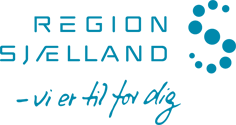 REGION
SJÆLLAND
- vi er til for dig